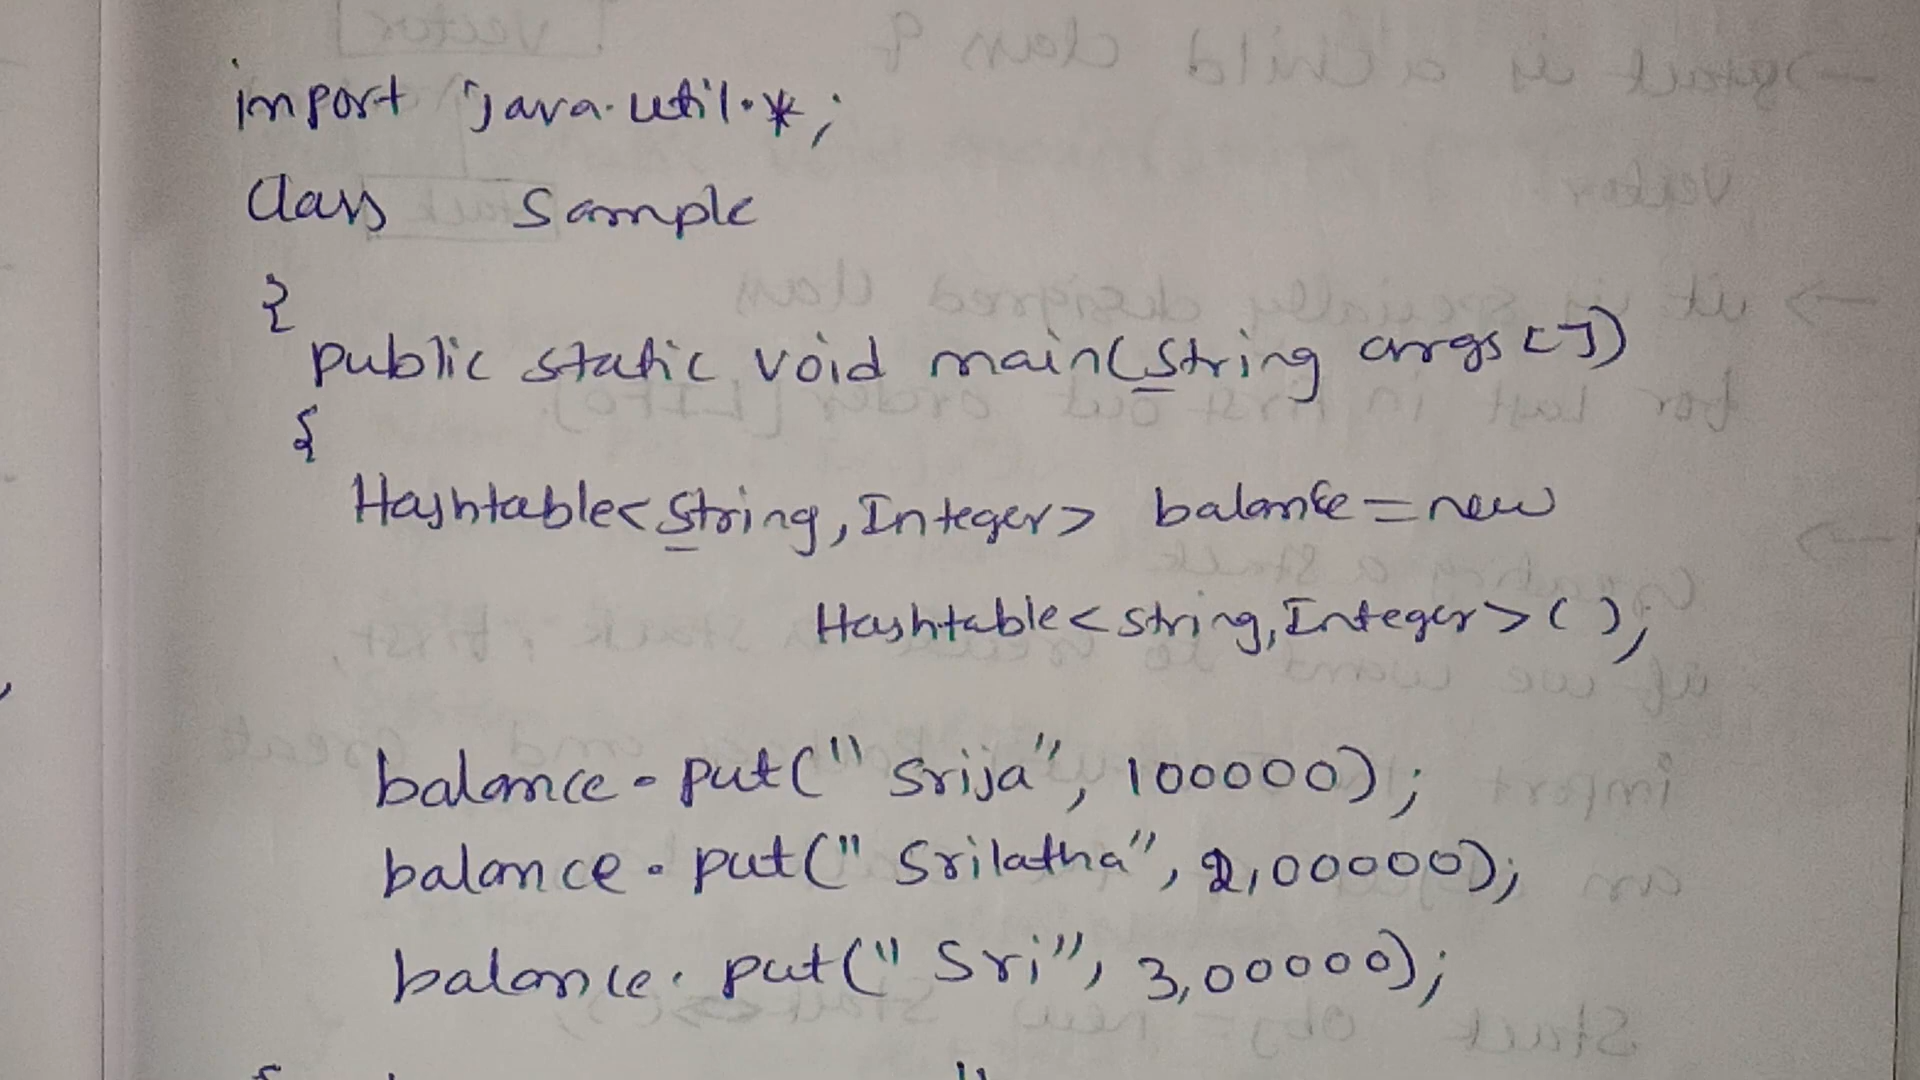 import java.util.*;
class Sample
{
public static void main(String args[])
{
Hashtable<String, Integer> balance = new
Hashtable<string, Integer>();
balance.put("Srija", 100000);
balance.put("Srilatha", 2,00000);
balance.put("Sri", 3,00000);